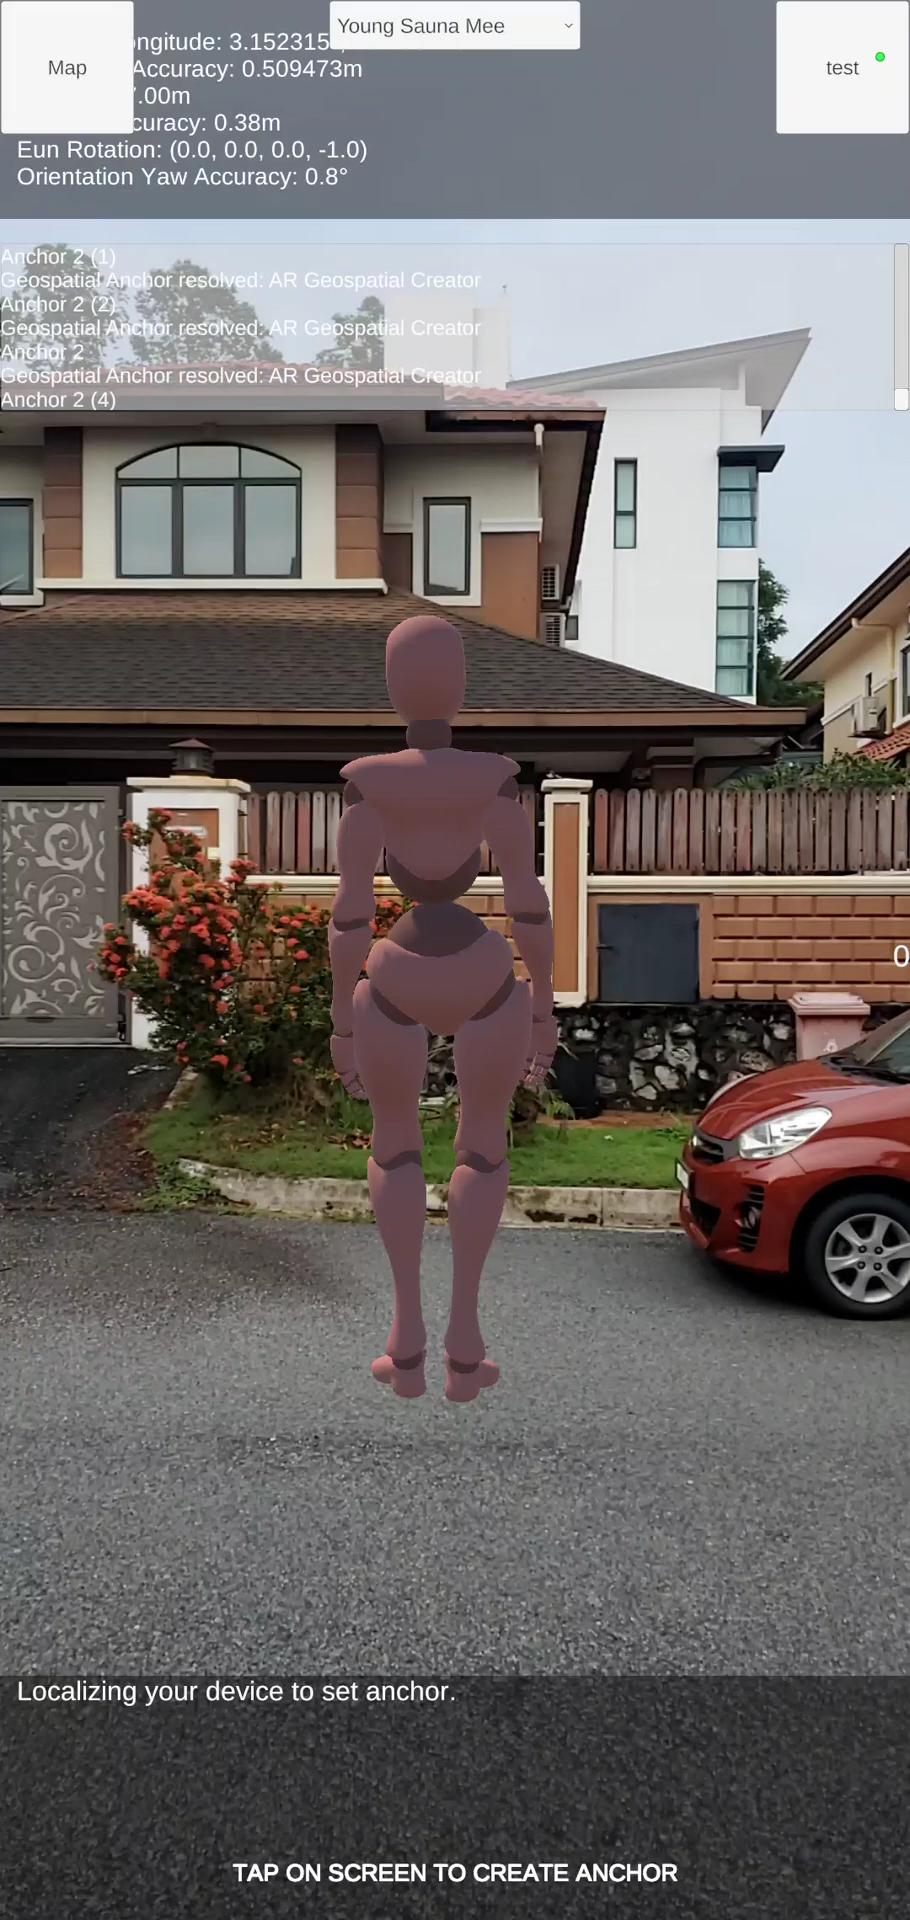 Young Sauna Mee
Map
test
ongitude: 3.152315
Accuracy: 0.509473m
7.00m
curacy: 0.38m
Eun Rotation: (0.0, 0.0, 0.0, -1.0)
Orientation Yaw Accuracy: 0.8°
Anchor 2 (1)
Geospatial Anchor resolved: AR Geospatial Creator
Anchor 2 (2)
Geospatial Anchor resolved: AR Geospatial Creator
Anchor 2
Geospatial Anchor resolved: AR Geospatial Creator
Anchor 2 (4)
0
Localizing your device to set anchor.
TAP ON SCREEN TO CREATE ANCHOR